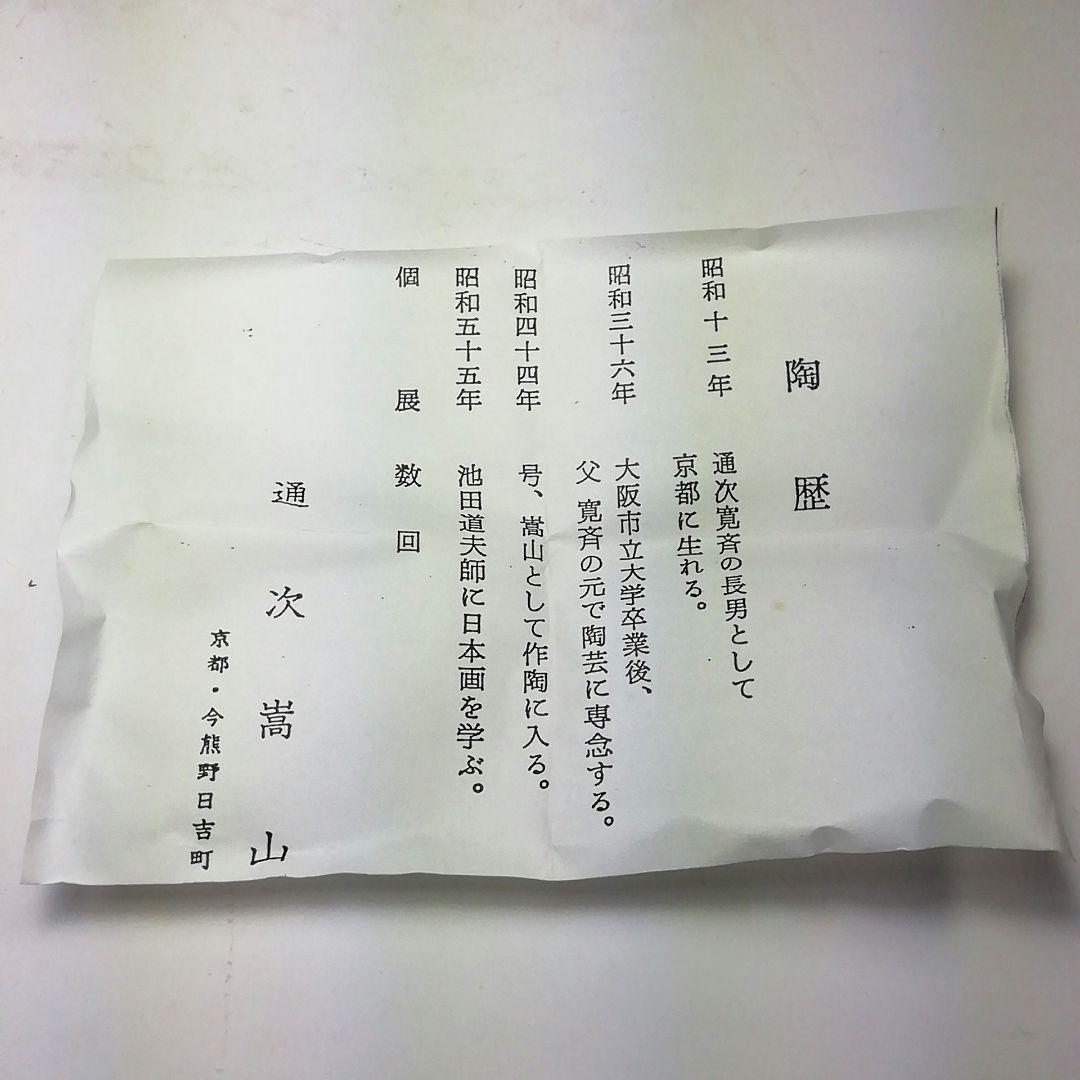 陶歴
昭和十三年 通次寛斉の長男として
京都に生れる。
昭和三十六年 大阪市立大学卒業後、
父 寛斉の元で陶芸に専念する。
昭和四十四年 号、嵩山として作陶に入る。
昭和五十五年 池田道夫師に日本画を学ぶ。
個展数回
通次嵩山
京都・今熊野日吉町